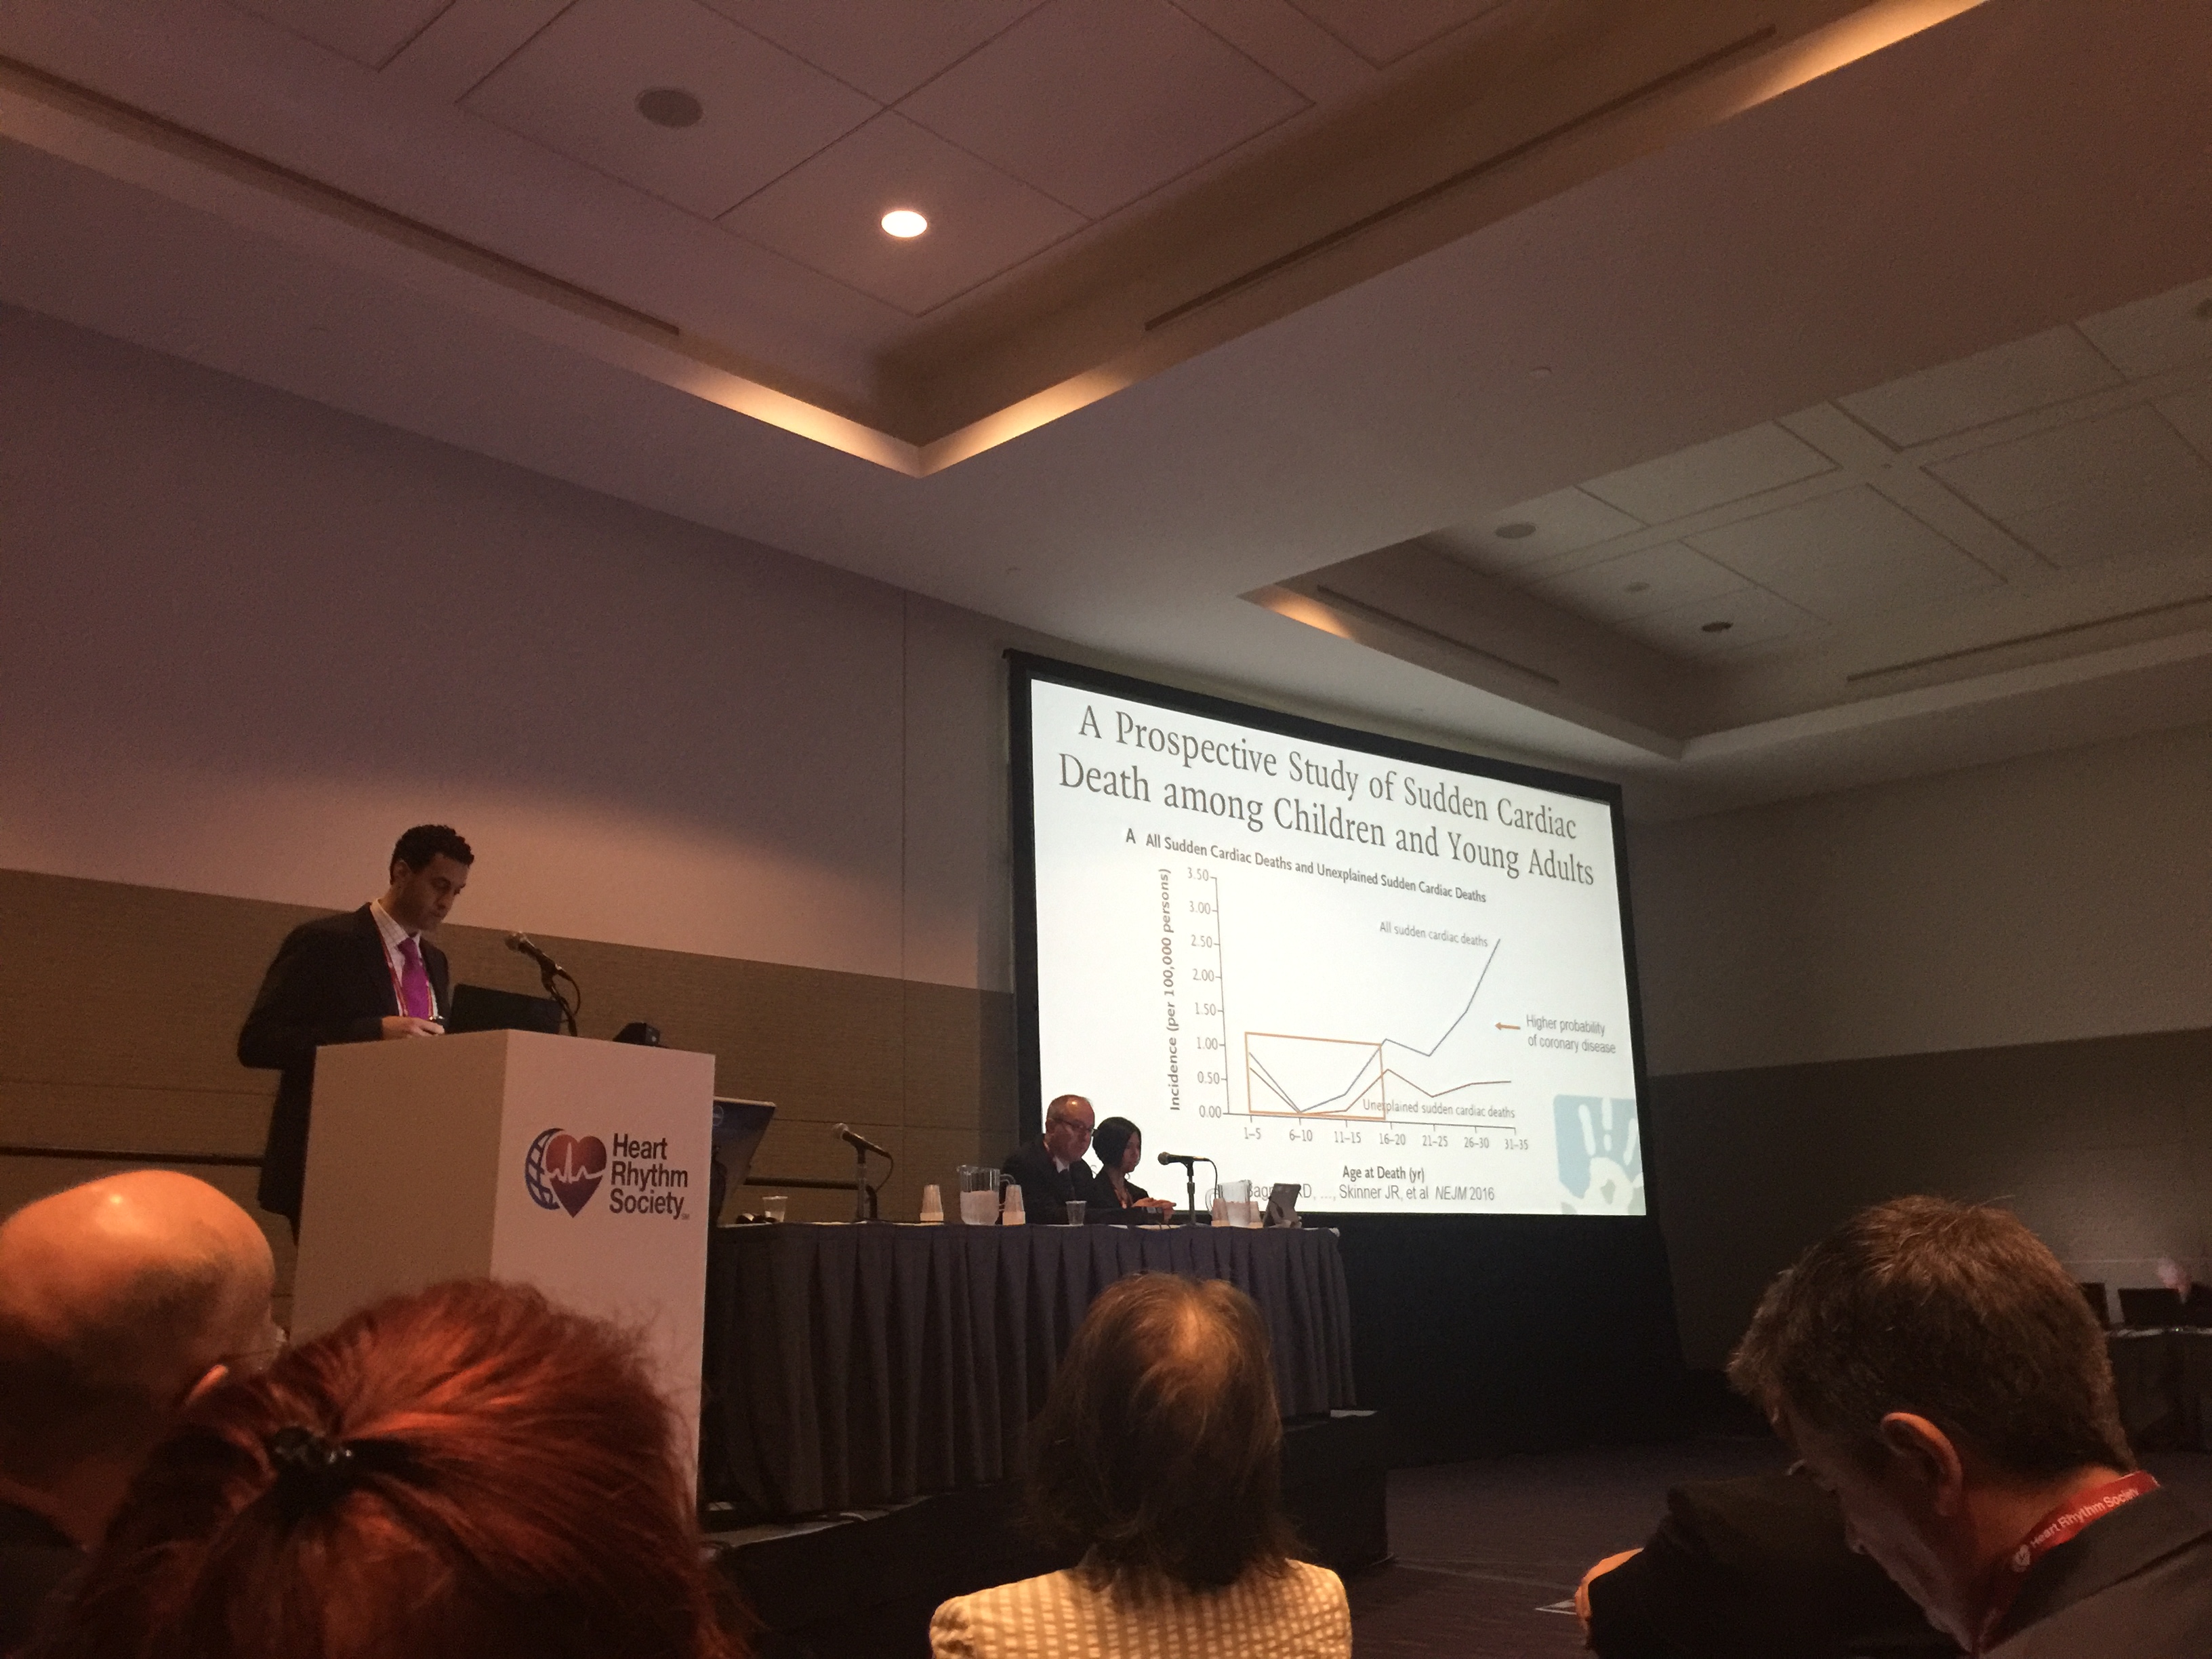 A Prospective Study of Sudden Cardiac
Death among Children and Young Adults
A All Sudden Cardiac Deaths and Unexplained Sudden Cardiac Deaths
Incidence (per 100,000 persons)
3.50
3.00
2.50
2.00
1.50
1.00
0.50
0.00
All sudden cardiac deaths
Higher probability
of coronary disease
Unexplained sudden cardiac deaths
1–5 6–10 11–15 16–20 21–25 26–30 31–35
Age at Death (yr)
RD, ..., Skinner JR, et al NEJM 2016
Heart
Rhythm
Society
Heart Rhythm Society